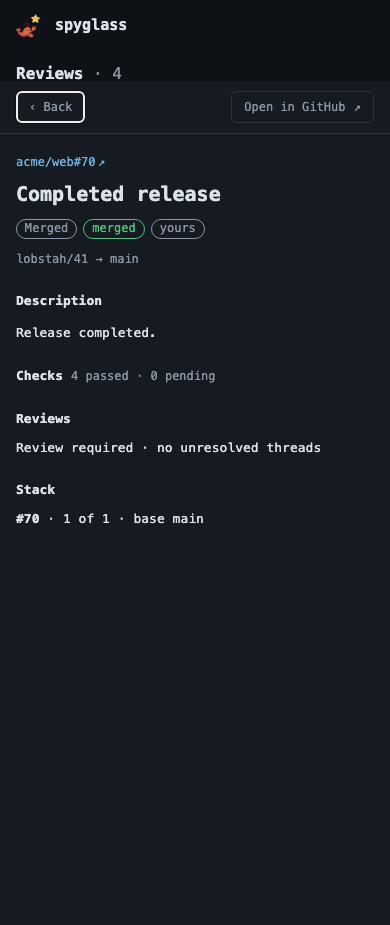 spyglass
Reviews · 4
‹ Back
Open in GitHub ↗
acme/web#70↗
Completed release
Merged merged yours
lobstah/41 → main
Description
Release completed.
Checks 4 passed · 0 pending
Reviews
Review required · no unresolved threads
Stack
#70 · 1 of 1 · base main